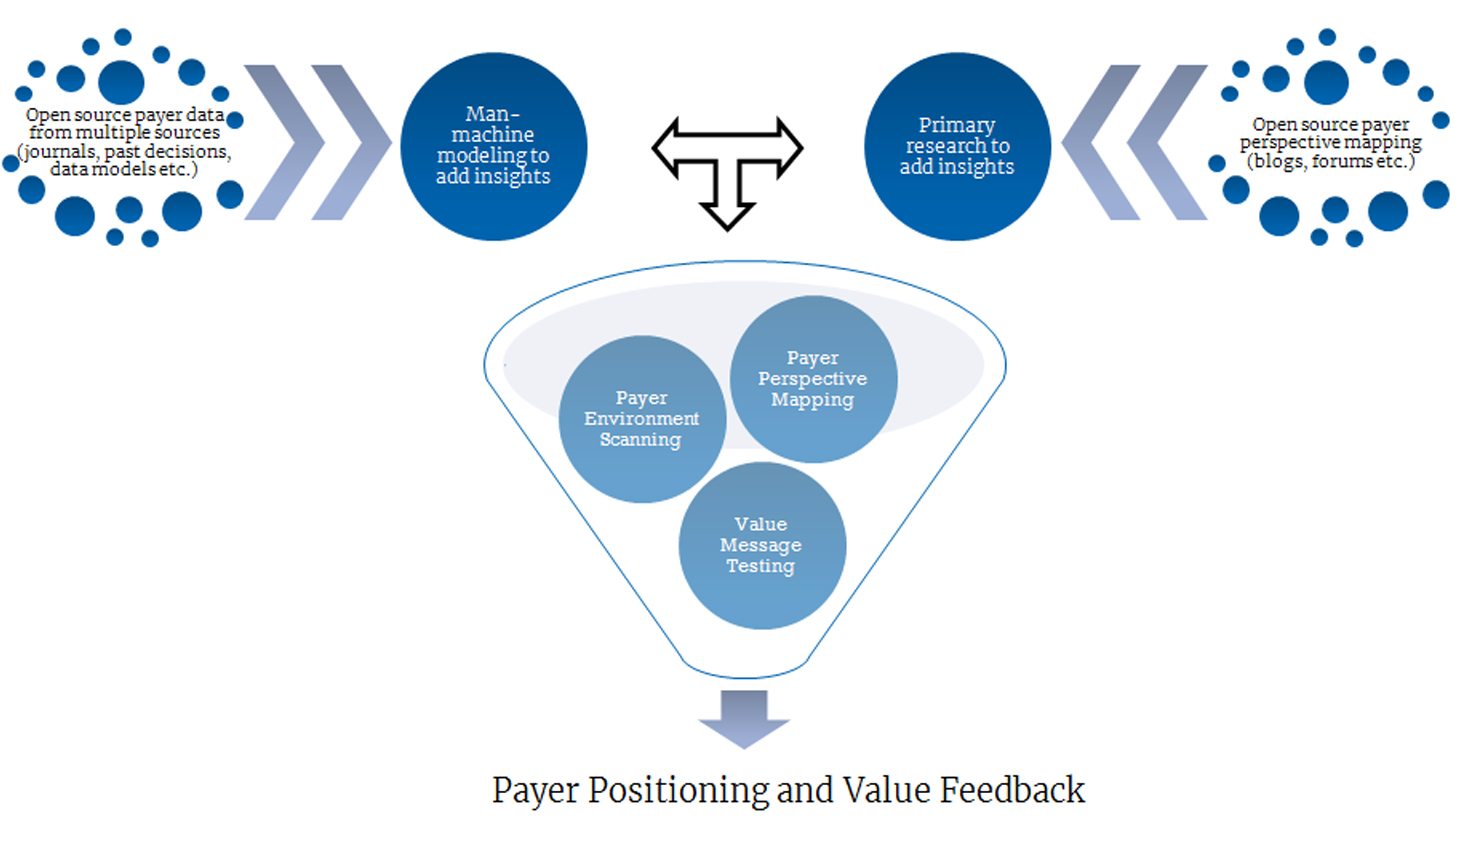 Open source payer data
from multiple sources
(journals, past decisions,
data models etc.)
Man-
machine
modeling to
add insights
Primary
research to
add insights
Open source payer
perspective mapping
(blogs, forums etc.)
Payer
Perspective
Mapping
Payer
Environment
Scanning
Value
Message
Testing
Payer Positioning and Value Feedback